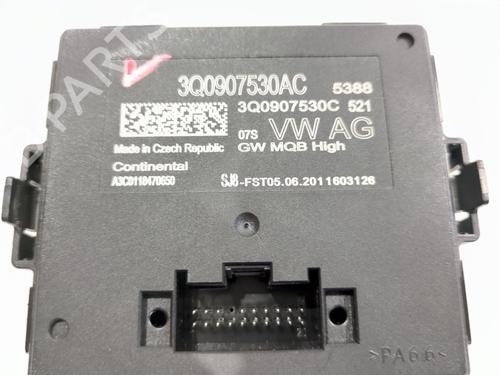 3Q0907530AC 5388
3Q0907530C 521
07S VW AG
Made in Czech Republic GW MQB High
Continental
A3C0118470650 SJ8-FST05.06.2011603126
>PA66<